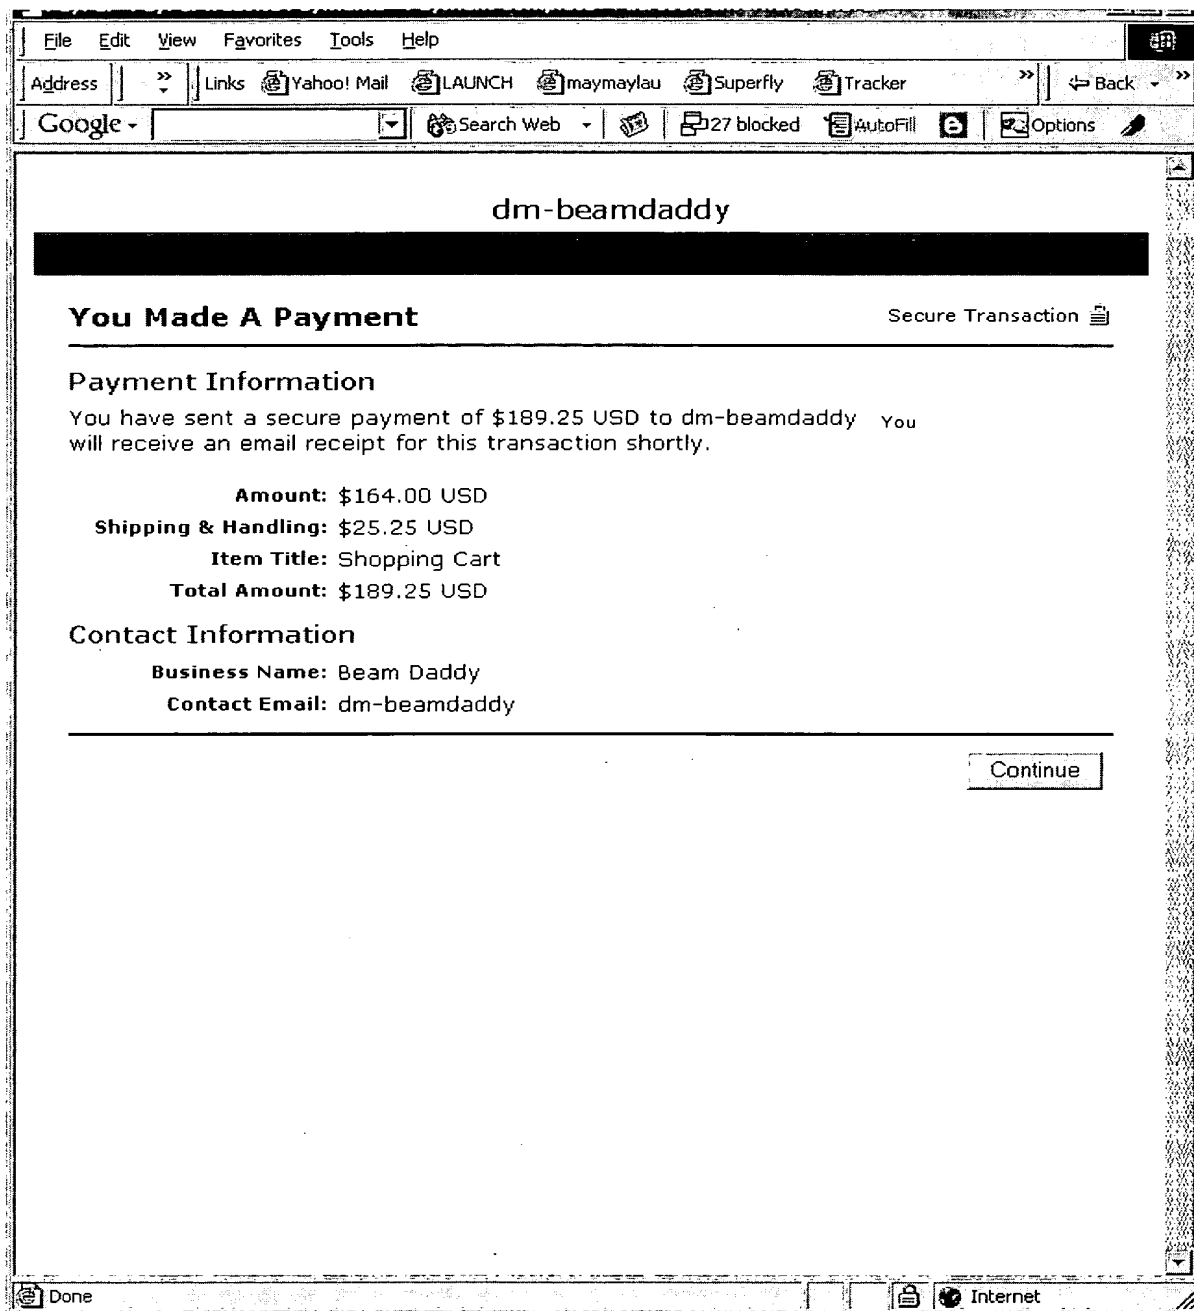 File Edit View Favorites Tools Help
Address » Links Yahoo! Mail LAUNCH maymaylau Superfly Tracker » Back »
Google Search Web 27 blocked AutoFill Options
dm-beamdaddy
You Made A Payment Secure Transaction
Payment Information
You have sent a secure payment of $189.25 USD to dm-beamdaddy You
will receive an email receipt for this transaction shortly.
Amount: $164.00 USD
Shipping & Handling: $25.25 USD
Item Title: Shopping Cart
Total Amount: $189.25 USD
Contact Information
Business Name: Beam Daddy
Contact Email: dm-beamdaddy
Continue
Done Internet